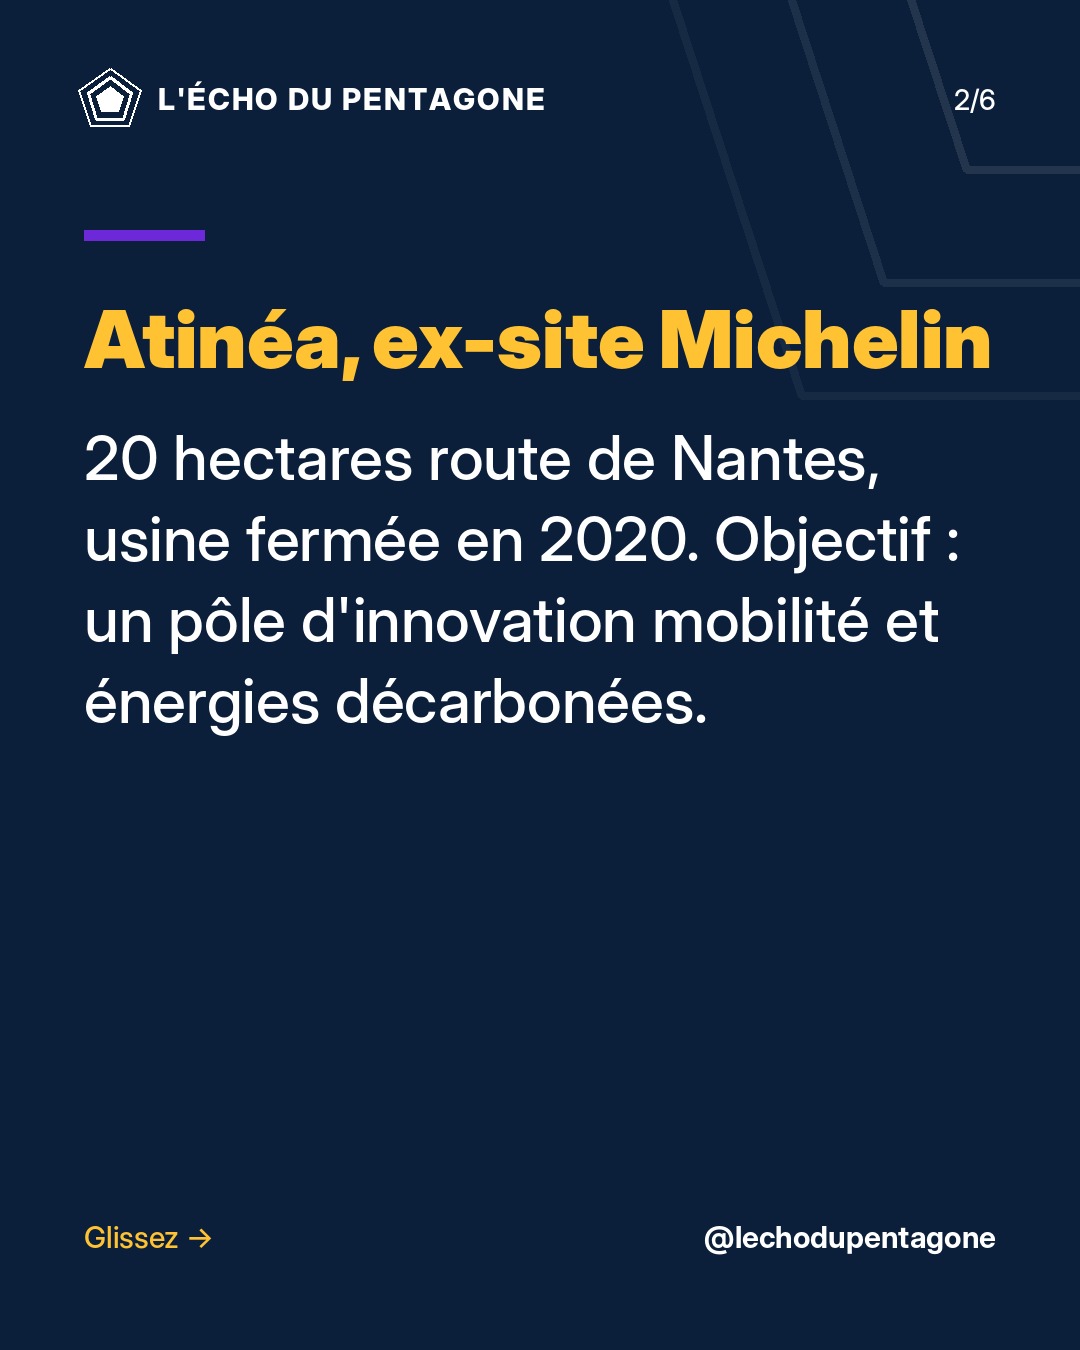 L'ÉCHO DU PENTAGONE
2/6
Atinéa, ex-site Michelin
20 hectares route de Nantes,
usine fermée en 2020. Objectif :
un pôle d'innovation mobilité et
énergies décarbonées.
Glissez →
@lechodupentagone